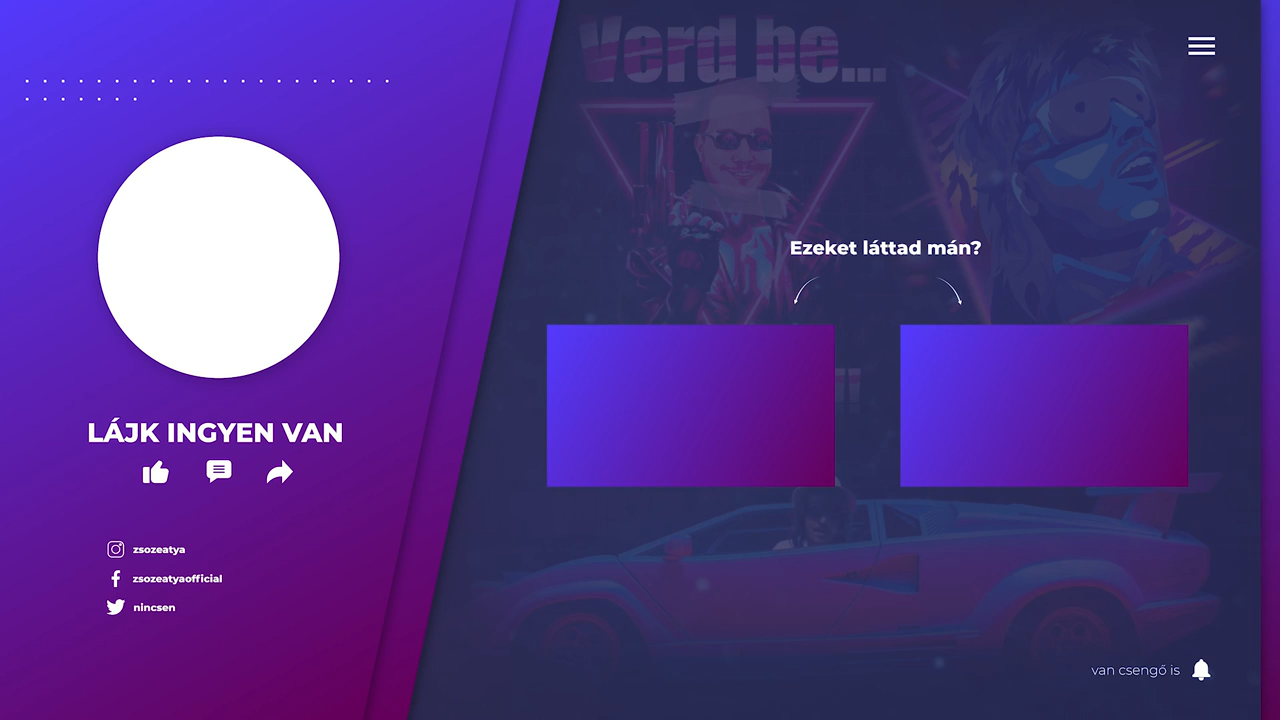 Verd be...
Ezeket láttad mán?
LÁJK INGYEN VAN
zsozeatya
zsozeatyaofficial
nincsen
van csengő is